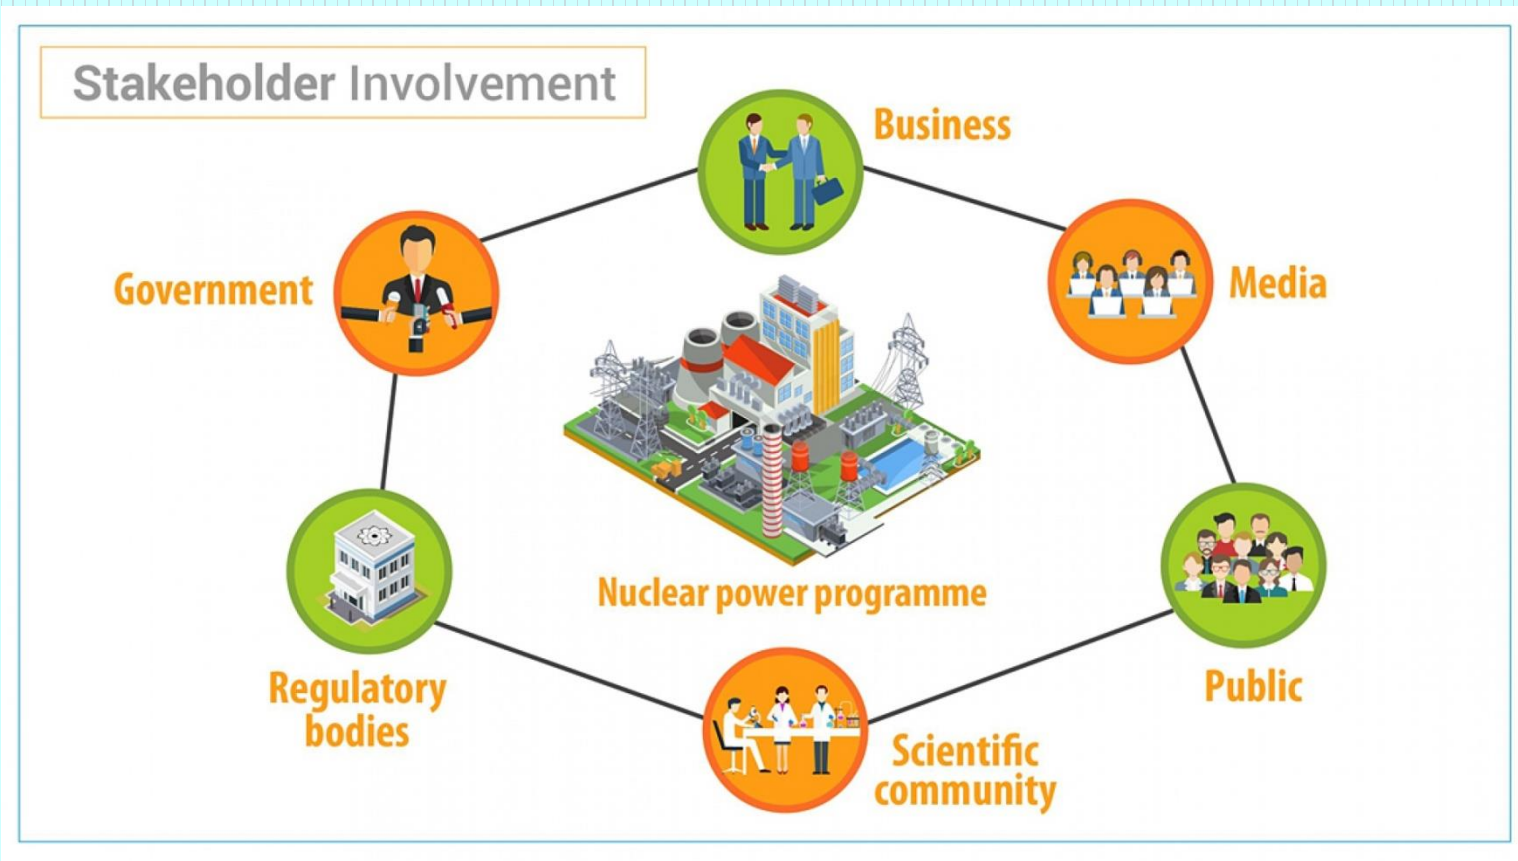 Stakeholder Involvement
Business
Government
Media
Nuclear power programme
Regulatory
bodies
Public
Scientific
community